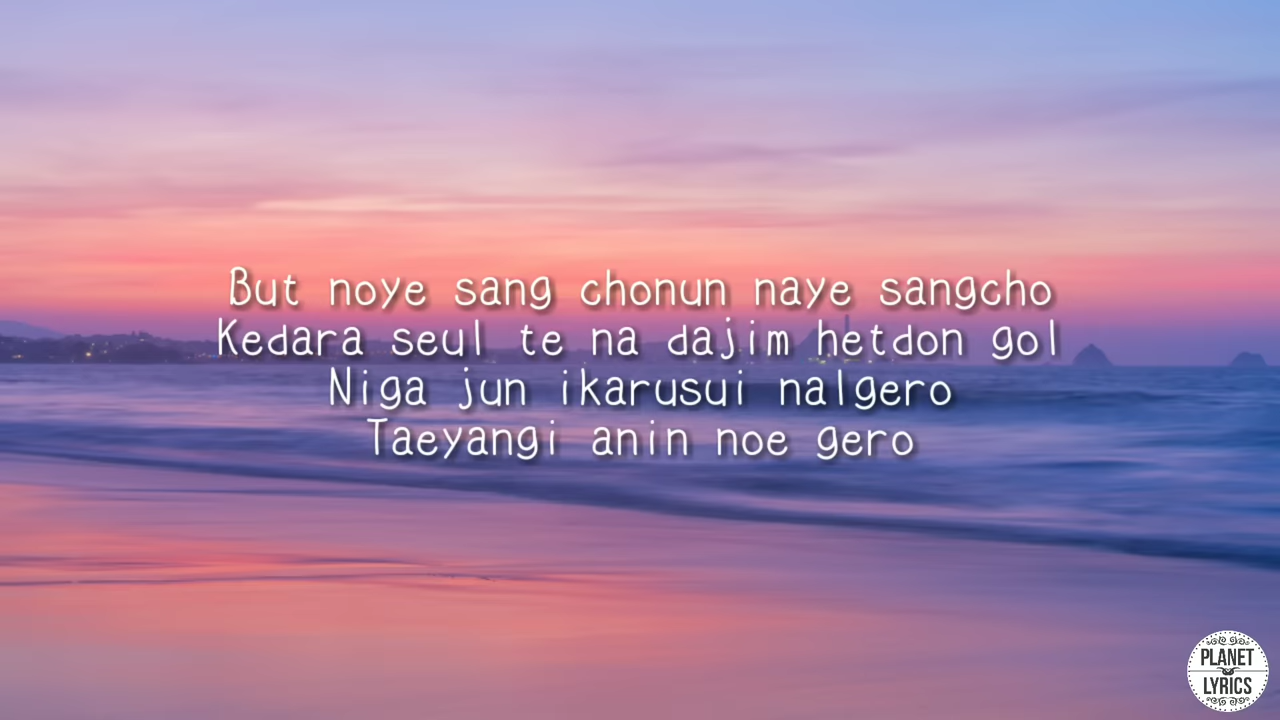 But noye sang chonun naye sangcho
Kedara seul te na dajim hetdon gol
Niga jun ikarusui nalgero
Taeyangi anin noe gero
PLANET
LYRICS